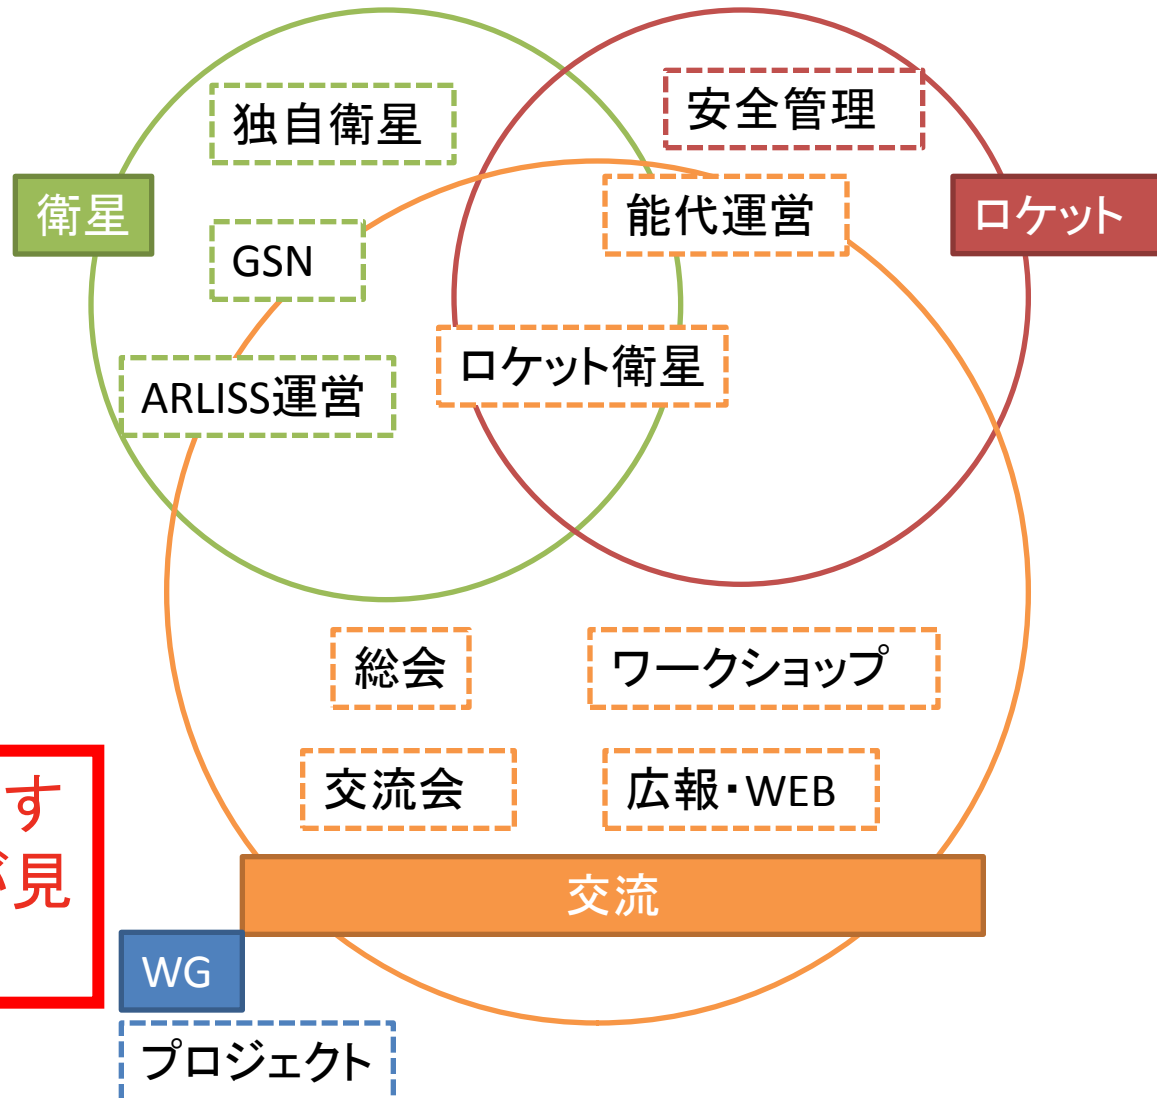 独自衛星
安全管理
衛星
能代運営
ロケット
GSN
ロケット衛星
ARLISS運営
総会
ワークショップ
交流会
広報・WEB
す
が見
交流
WG
プロジェクト